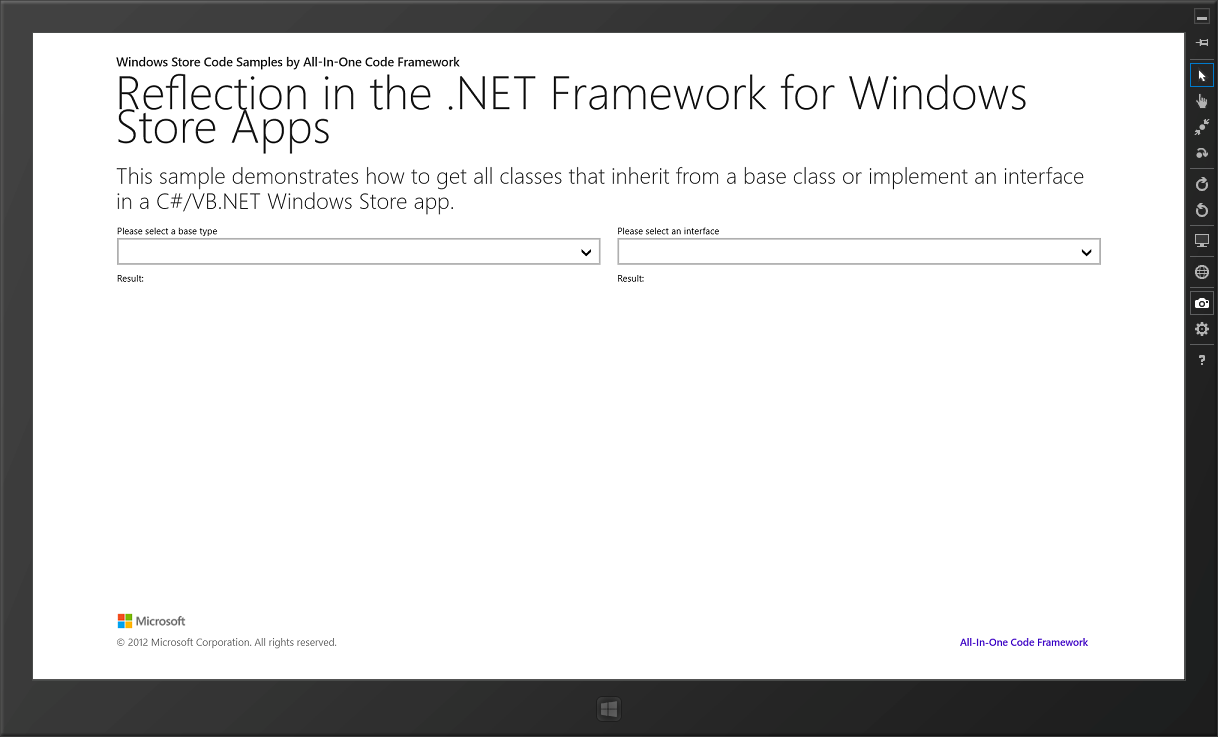 Windows Store Code Samples by All-In-One Code Framework
Reflection in the .NET Framework for Windows
Store Apps
This sample demonstrates how to get all classes that inherit from a base class or implement an interface
in a C#/VB.NET Windows Store app.
Please select a base type
Please select an interface
Result:
Result:
Microsoft
© 2012 Microsoft Corporation. All rights reserved.
All-In-One Code Framework
?